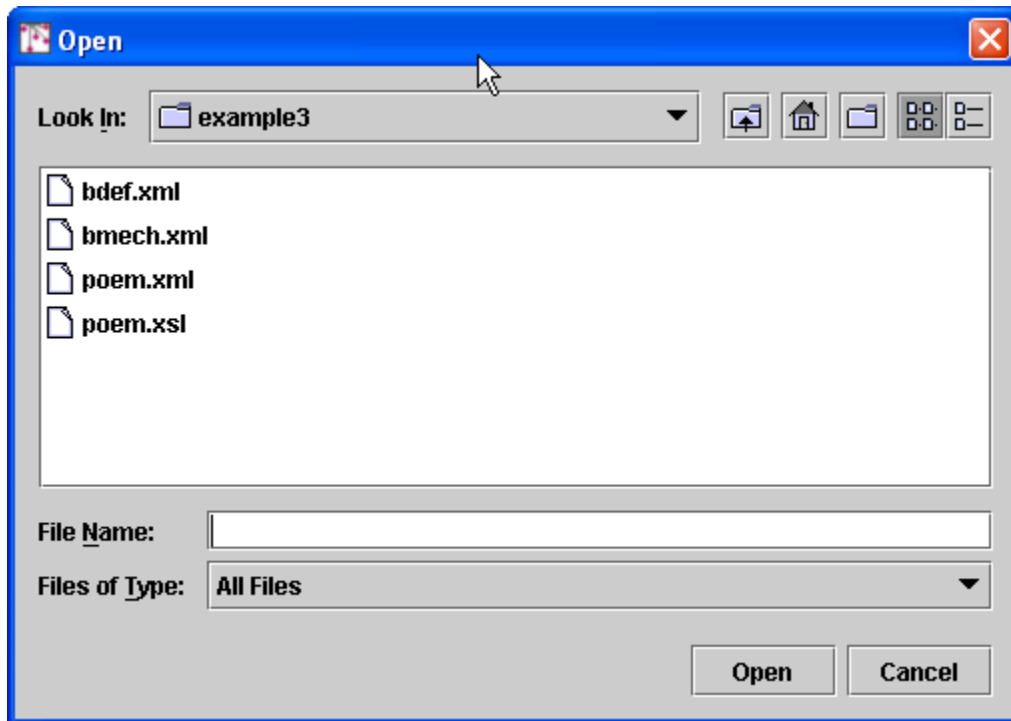 Open
Look In: example3
bdef.xml
bmech.xml
poem.xml
poem.xsl
File Name:
Files of Type: All Files
Open Cancel